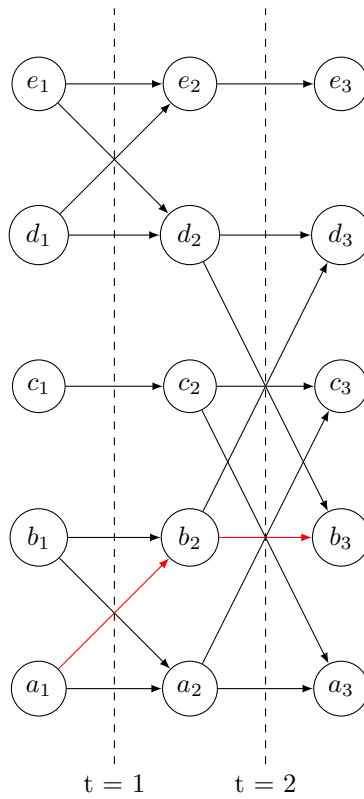 e₁ e₂ e₃
d₁ d₂ d₃
c₁ c₂ c₃
b₁ b₂ b₃
a₁ a₂ a₃
t = 1 t = 2